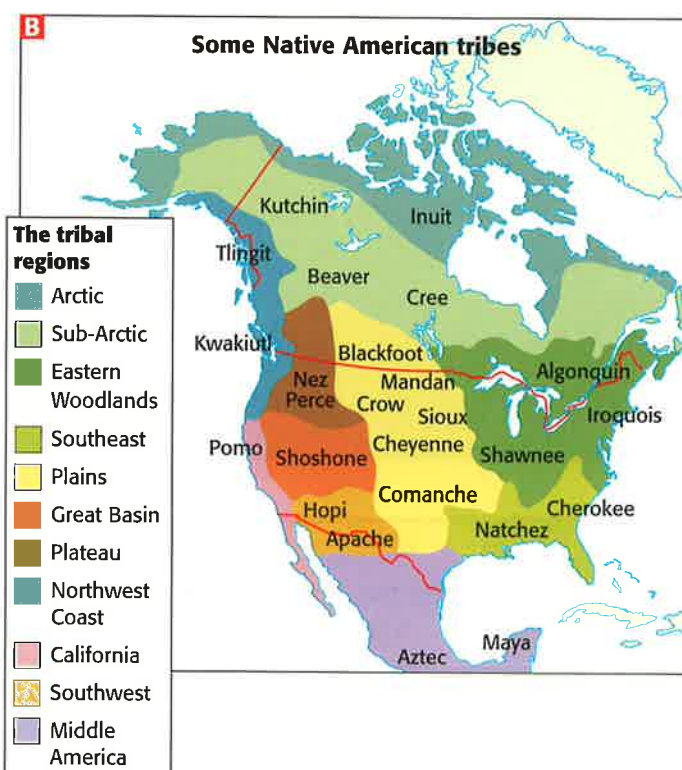 B
Some Native American tribes
Kutchin
Inuit
Tlingit
Beaver
Cree
Kwakiutl
Blackfoot
Algonquin
Nez
Perce
Mandan
Crow
Sioux
Iroquois
Pomo
Shoshone
Cheyenne
Shawnee
Comanche
Hopi
Cherokee
Apache
Natchez
Maya
Aztec
The tribal
regions
Arctic
Sub-Arctic
Eastern
Woodlands
Southeast
Plains
Great Basin
Plateau
Northwest
Coast
California
Southwest
Middle
America